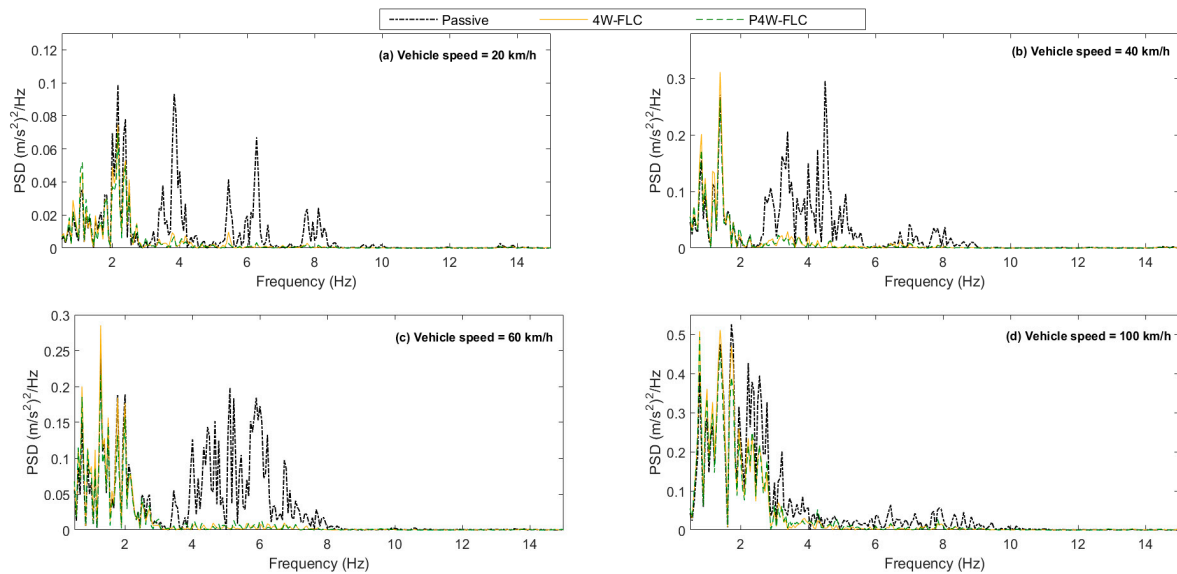 Passive 4W-FLC P4W-FLC
(a) Vehicle speed = 20 km/h
PSD (m/s²)²/Hz
0.12
0.1
0.08
0.06
0.04
0.02
0
2 4 6 8 10 12 14
Frequency (Hz)
(b) Vehicle speed = 40 km/h
PSD (m/s²)²/Hz
0.3
0.2
0.1
0
2 4 6 8 10 12 14
Frequency (Hz)
(c) Vehicle speed = 60 km/h
PSD (m/s²)²/Hz
0.3
0.25
0.2
0.15
0.1
0.05
0
2 4 6 8 10 12 14
Frequency (Hz)
(d) Vehicle speed = 100 km/h
PSD (m/s²)²/Hz
0.5
0.4
0.3
0.2
0.1
0
2 4 6 8 10 12 14
Frequency (Hz)